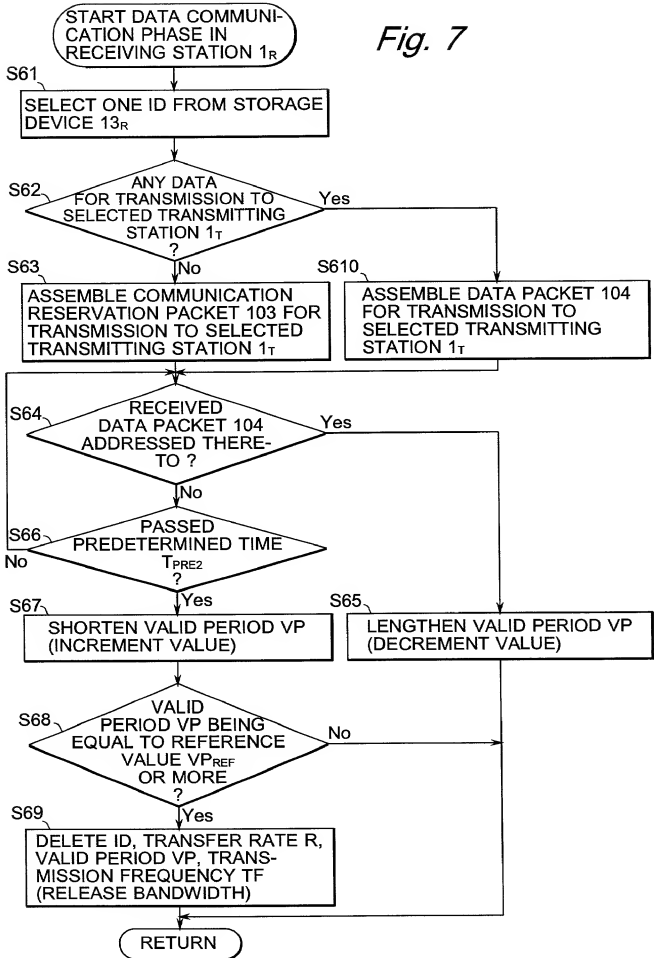 START DATA COMMUNI-
CATION PHASE IN
RECEIVING STATION 1R
Fig. 7
S61
SELECT ONE ID FROM STORAGE
DEVICE 13R
S62
ANY DATA
FOR TRANSMISSION TO
SELECTED TRANSMITTING
STATION 1T
?
Yes
No
S63
ASSEMBLE COMMUNICATION
RESERVATION PACKET 103 FOR
TRANSMISSION TO SELECTED
TRANSMITTING STATION 1T
S610
ASSEMBLE DATA PACKET 104
FOR TRANSMISSION TO
SELECTED TRANSMITTING
STATION 1T
S64
RECEIVED
DATA PACKET 104
ADDRESSED THERE-
TO ?
Yes
No
S66
PASSED
PREDETERMINED TIME
TPRE2
?
No
Yes
S67
SHORTEN VALID PERIOD VP
(INCREMENT VALUE)
S65
LENGTHEN VALID PERIOD VP
(DECREMENT VALUE)
S68
VALID
PERIOD VP BEING
EQUAL TO REFERENCE
VALUE VPREF
OR MORE
?
No
Yes
S69
DELETE ID, TRANSFER RATE R,
VALID PERIOD VP, TRANS-
MISSION FREQUENCY TF
(RELEASE BANDWIDTH)
RETURN